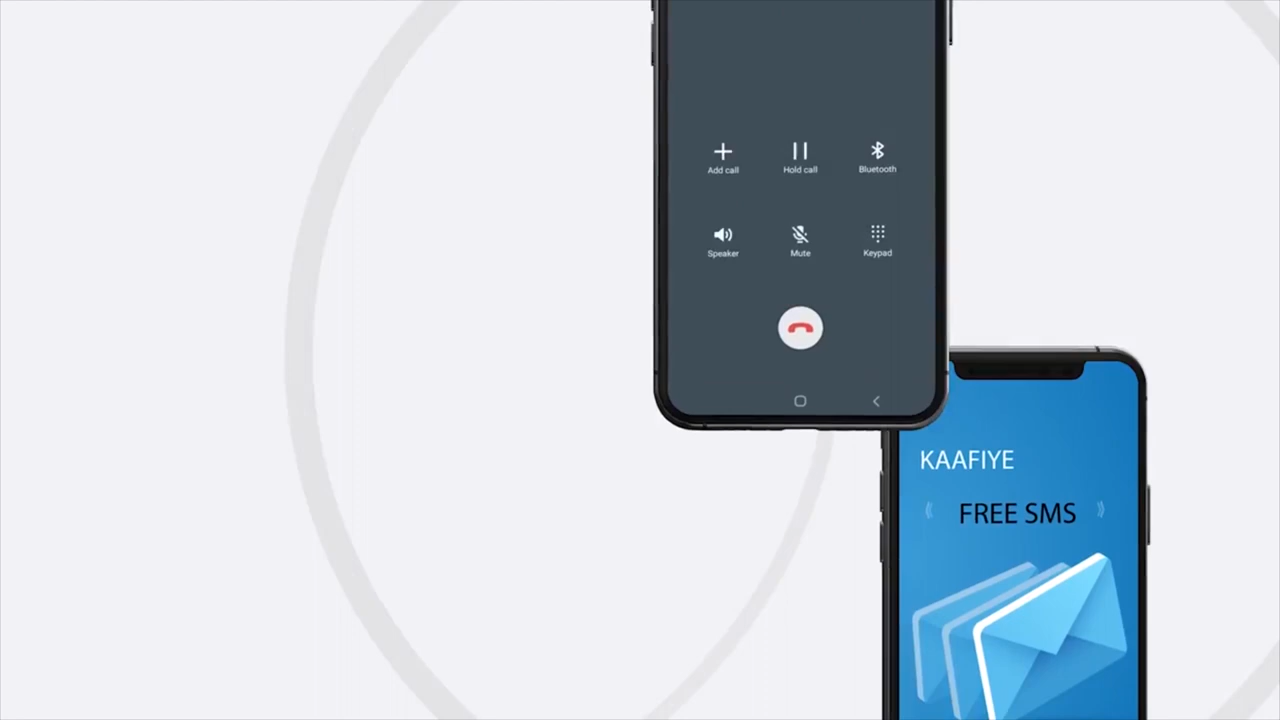 Add call Hold call Bluetooth
Speaker Mute Keypad
KAAFIYE
FREE SMS